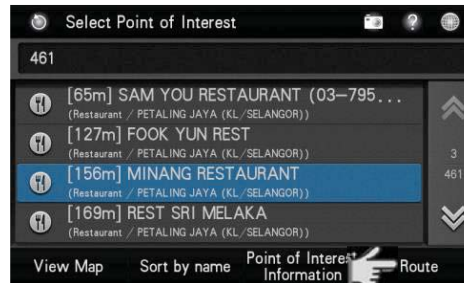 Select Point of Interest
?
461
[65m] SAM YOU RESTAURANT (03-795...
(Restaurant / PETALING JAYA (KL/SELANGOR))
[127m] FOOK YUN REST
(Restaurant / PETALING JAYA (KL/SELANGOR))
[156m] MINANG RESTAURANT
(Restaurant / PETALING JAYA (KL/SELANGOR))
3
461
[169m] REST SRI MELAKA
(Restaurant / PETALING JAYA (KL/SELANGOR))
View Map
Sort by name
Point of Interest
Information
Route